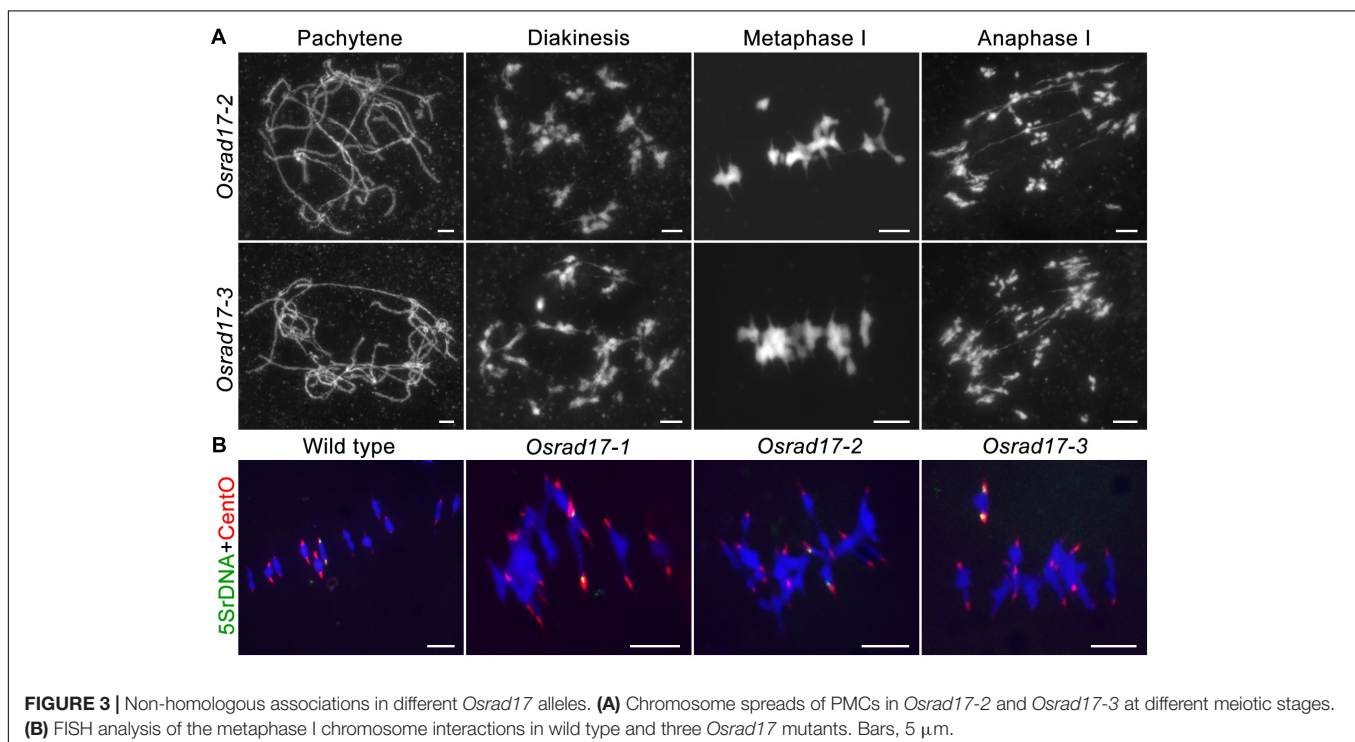 A
Pachytene Diakinesis Metaphase I Anaphase I
Osrad17-2
Osrad17-3
B
Wild type Osrad17-1 Osrad17-2 Osrad17-3
5SrDNA+CentO
FIGURE 3 | Non-homologous associations in different Osrad17 alleles. (A) Chromosome spreads of PMCs in Osrad17-2 and Osrad17-3 at different meiotic stages.
(B) FISH analysis of the metaphase I chromosome interactions in wild type and three Osrad17 mutants. Bars, 5 μm.